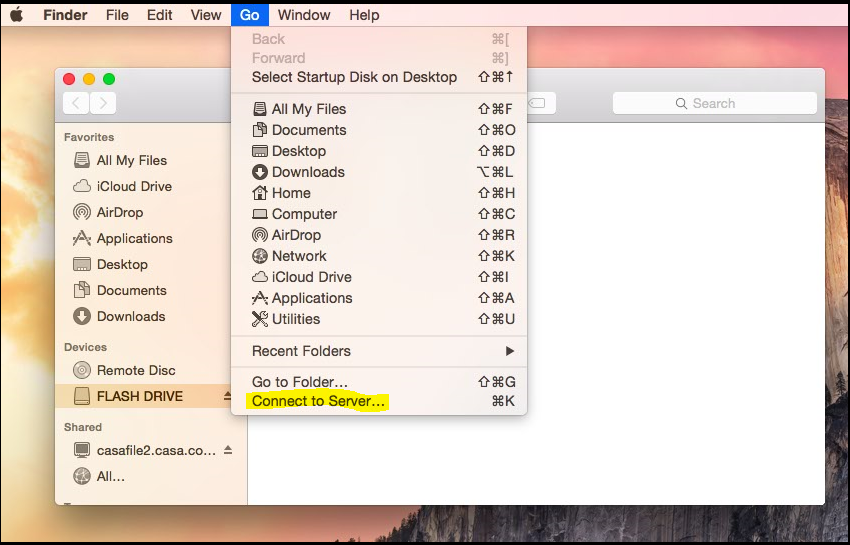 Finder File Edit View Go Window Help
Back ⌘[
Forward ⌘]
Select Startup Disk on Desktop ⇧⌘↑
All My Files ⇧⌘F
Documents ⇧⌘O
Desktop ⇧⌘D
Downloads ⌥⌘L
Home ⇧⌘H
Computer ⇧⌘C
AirDrop ⇧⌘R
Network ⇧⌘K
iCloud Drive ⇧⌘I
Applications ⇧⌘A
Utilities ⇧⌘U
Recent Folders ▶
Go to Folder... ⇧⌘G
Connect to Server... ⌘K
Search
Favorites
All My Files
iCloud Drive
AirDrop
Applications
Desktop
Documents
Downloads
Devices
Remote Disc
FLASH DRIVE
Shared
casafile2.casa.co...
All...